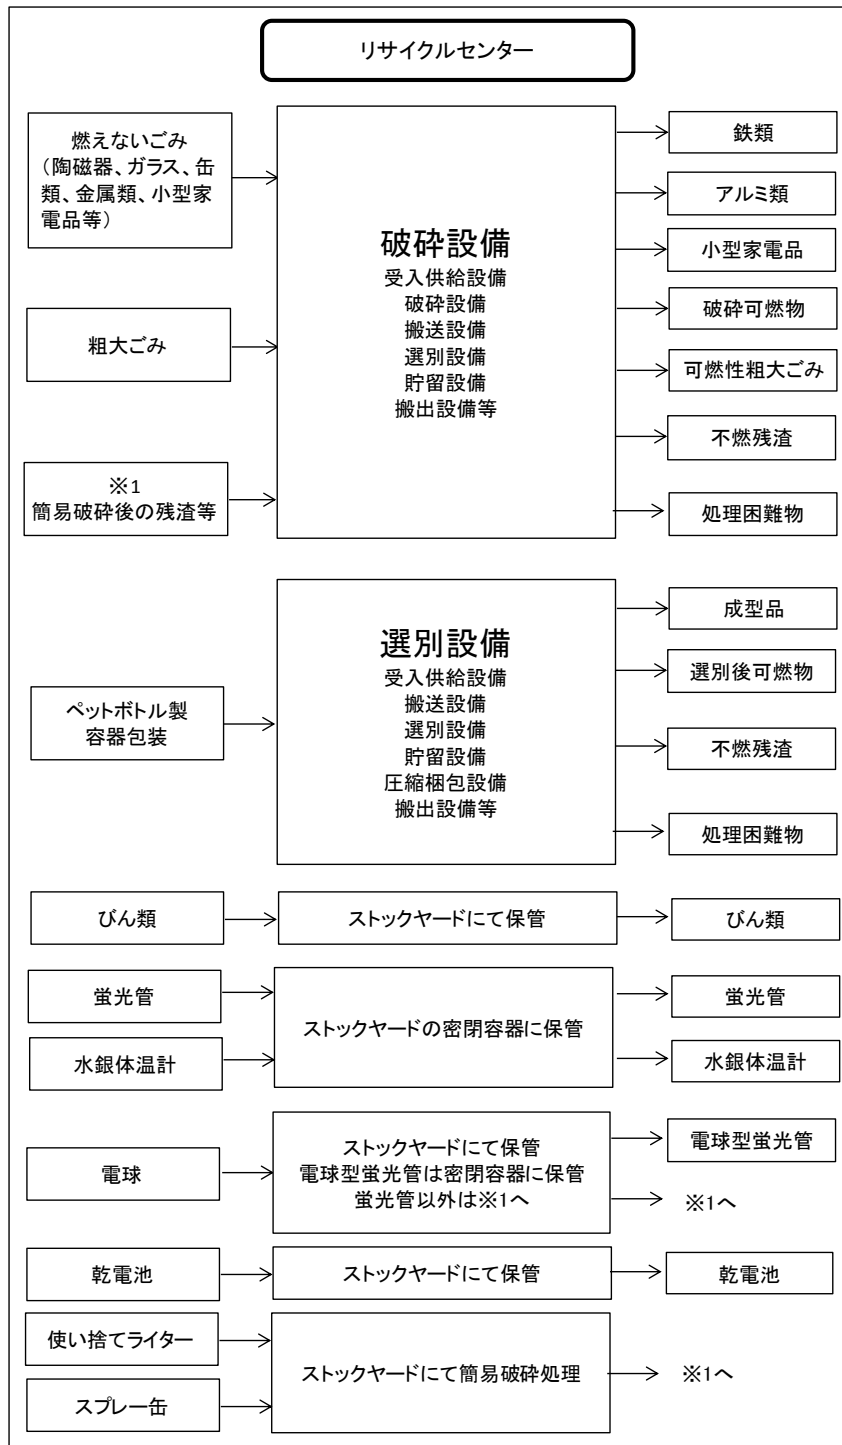 リサイクルセンター
燃えないごみ
（陶磁器、ガラス、缶
類、金属類、小型家
電品等）
粗大ごみ
※1
簡易破砕後の残渣等
破砕設備
受入供給設備
破砕設備
搬送設備
選別設備
貯留設備
搬出設備等
鉄類
アルミ類
小型家電品
破砕可燃物
可燃性粗大ごみ
不燃残渣
処理困難物
ペットボトル製
容器包装
選別設備
受入供給設備
搬送設備
選別設備
貯留設備
圧縮梱包設備
搬出設備等
成型品
選別後可燃物
不燃残渣
処理困難物
びん類
ストックヤードにて保管
びん類
蛍光管
水銀体温計
ストックヤードの密閉容器に保管
蛍光管
水銀体温計
電球
ストックヤードにて保管
電球型蛍光管は密閉容器に保管
蛍光管以外は※1へ
電球型蛍光管
※1へ
乾電池
ストックヤードにて保管
乾電池
使い捨てライター
スプレー缶
ストックヤードにて簡易破砕処理
※1へ